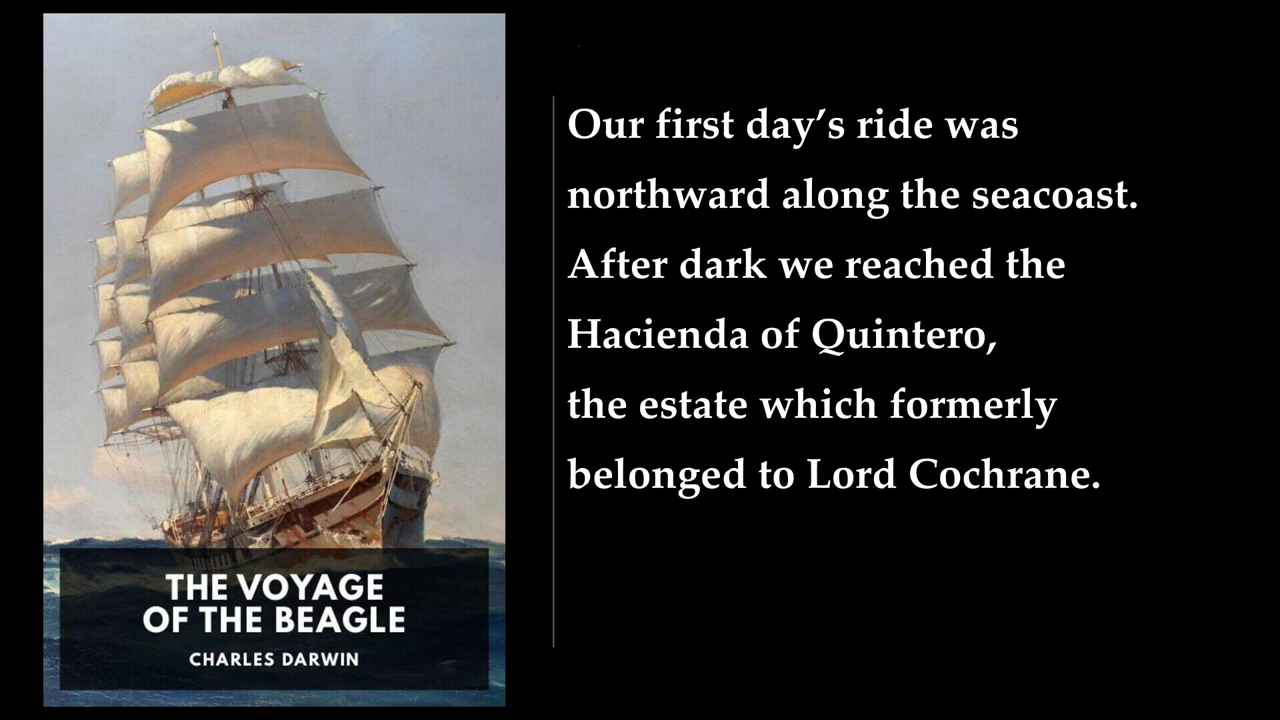 Our first day’s ride was
northward along the seacoast.
After dark we reached the
Hacienda of Quintero,
the estate which formerly
belonged to Lord Cochrane.
THE VOYAGE
OF THE BEAGLE
CHARLES DARWIN